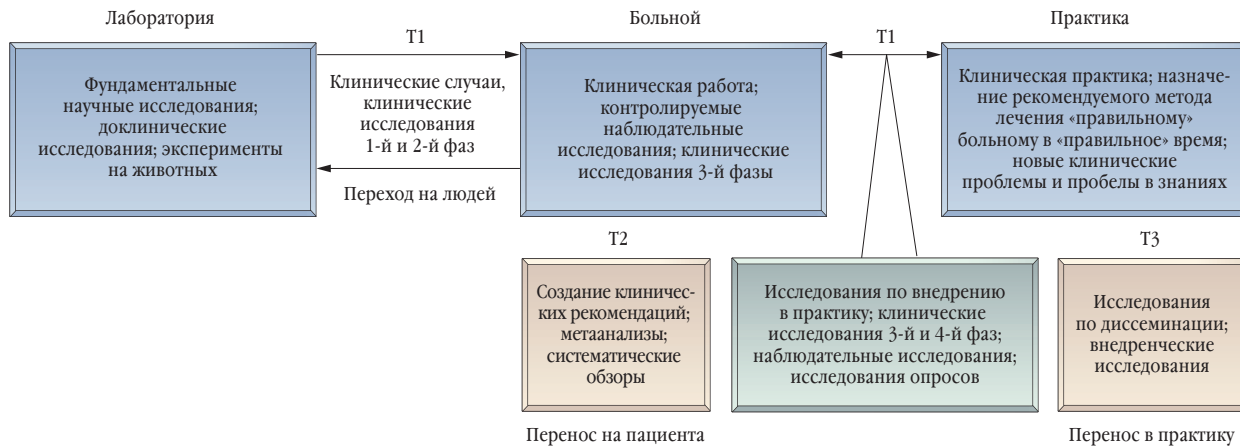 Лаборатория
Больной
Практика
Т1
Т1
Фундаментальные
научные исследования;
доклинические
исследования; эксперименты
на животных
Клинические случаи,
клинические
исследования
1-й и 2-й фаз
Переход на людей
Клиническая работа;
контролируемые
наблюдательные
исследования; клинические
исследования 3-й фазы
Клиническая практика; назначе-
ние рекомендуемого метода
лечения «правильному»
больному в «правильное» время;
новые клинические
проблемы и пробелы в знаниях
Т2
Т3
Создание клиничес-
ких рекомендаций;
метаанализы;
систематические
обзоры
Исследования по внедрению
в практику; клинические
исследования 3-й и 4-й фаз;
наблюдательные исследования;
исследования опросов
Исследования
по диссеминации;
внедренческие
исследования
Перенос на пациента
Перенос в практику